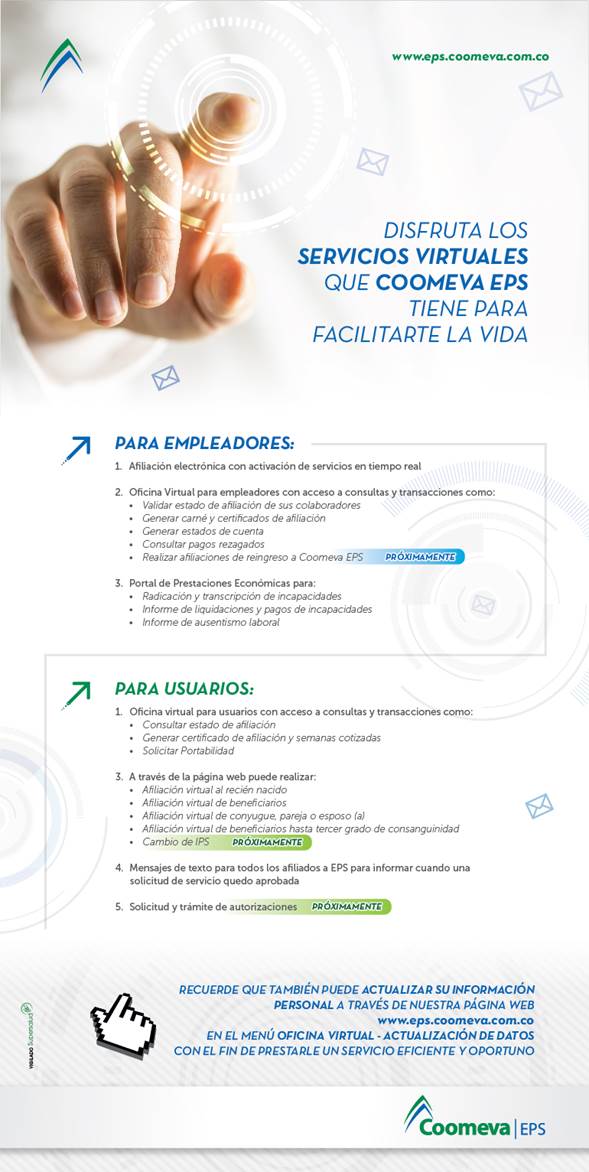 www.eps.coomeva.com.co
DISFRUTA LOS
SERVICIOS VIRTUALES
QUE COOMEVA EPS
TIENE PARA
FACILITARTE LA VIDA
PARA EMPLEADORES:
1. Afiliación electrónica con activación de servicios en tiempo real
2. Oficina Virtual para empleadores con acceso a consultas y transacciones como:
• Validar estado de afiliación de sus colaboradores
• Generar carné y certificados de afiliación
• Generar estados de cuenta
• Consultar pagos rezagados
• Realizar afiliaciones de reingreso a Coomeva EPS PRÓXIMAMENTE
3. Portal de Prestaciones Económicas para:
• Radicación y transcripción de incapacidades
• Informe de liquidaciones y pagos de incapacidades
• Informe de ausentismo laboral
PARA USUARIOS:
1. Oficina virtual para usuarios con acceso a consultas y transacciones como:
• Consultar estado de afiliación
• Generar certificado de afiliación y semanas cotizadas
• Solicitar Portabilidad
3. A través de la página web puede realizar:
• Afiliación virtual al recién nacido
• Afiliación virtual de beneficiarios
• Afiliación virtual de conyugue, pareja o esposo (a)
• Afiliación virtual de beneficiarios hasta tercer grado de consanguinidad
• Cambio de IPS PRÓXIMAMENTE
4. Mensajes de texto para todos los afiliados a EPS para informar cuando una
solicitud de servicio quedo aprobada
5. Solicitud y trámite de autorizaciones PRÓXIMAMENTE
RECUERDE QUE TAMBIÉN PUEDE ACTUALIZAR SU INFORMACIÓN
PERSONAL A TRAVÉS DE NUESTRA PÁGINA WEB
www.eps.coomeva.com.co
EN EL MENÚ OFICINA VIRTUAL - ACTUALIZACIÓN DE DATOS
CON EL FIN DE PRESTARLE UN SERVICIO EFICIENTE Y OPORTUNO
VIGILADO Supersalud
Coomeva | EPS